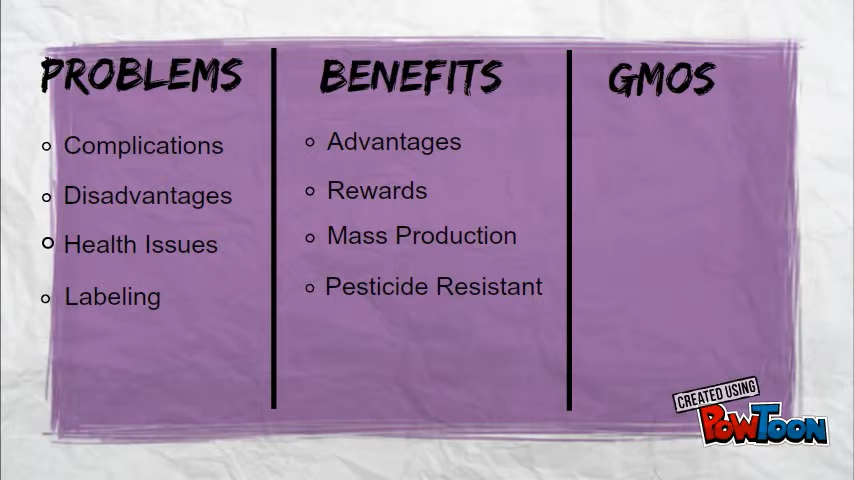 PROBLEMS
Complications
Disadvantages
Health Issues
Labeling
BENEFITS
Advantages
Rewards
Mass Production
Pesticide Resistant
GMOS
CREATED USING
POWTOON